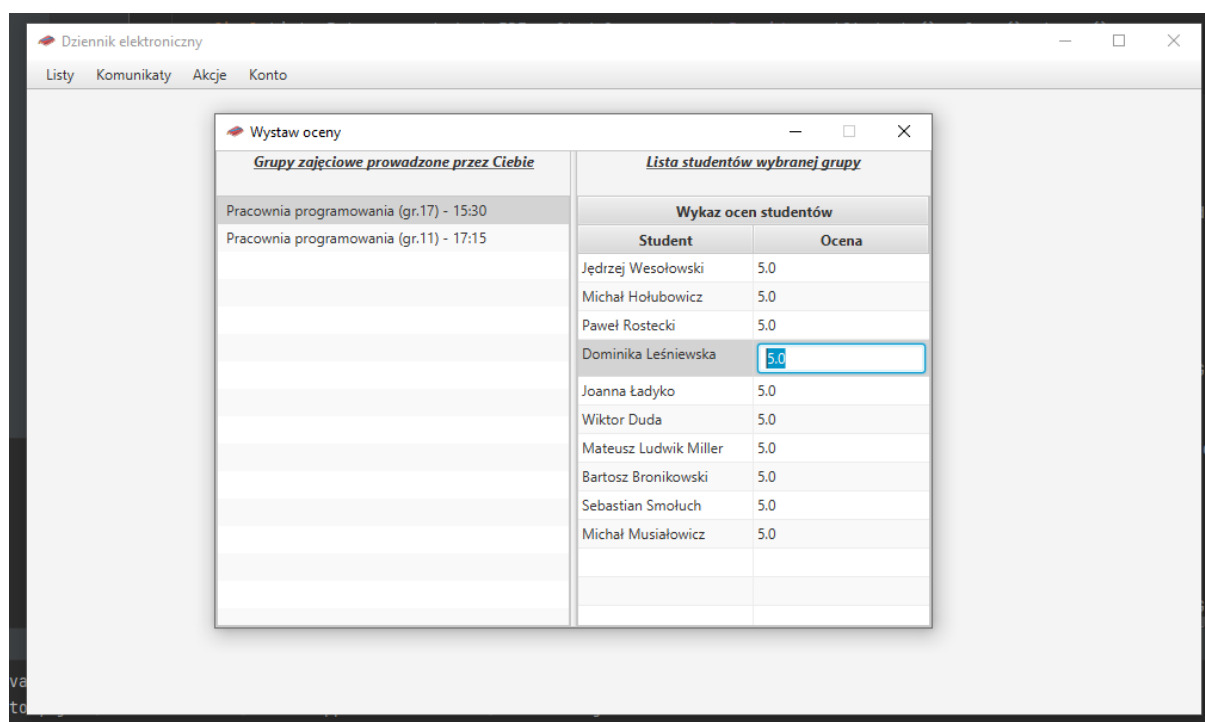 Dziennik elektroniczny
Listy Komunikaty Akcje Konto
Wystaw oceny
Grupy zajęciowe prowadzone przez Ciebie
Pracownia programowania (gr.17) - 15:30
Pracownia programowania (gr.11) - 17:15
Lista studentów wybranej grupy
Wykaz ocen studentów
Student Ocena
Jędrzej Wesołowski 5.0
Michał Hołubowicz 5.0
Paweł Rostecki 5.0
Dominika Leśniewska 5.0
Joanna Ładyko 5.0
Wiktor Duda 5.0
Mateusz Ludwik Miller 5.0
Bartosz Bronikowski 5.0
Sebastian Smołuch 5.0
Michał Musiałowicz 5.0
va
to